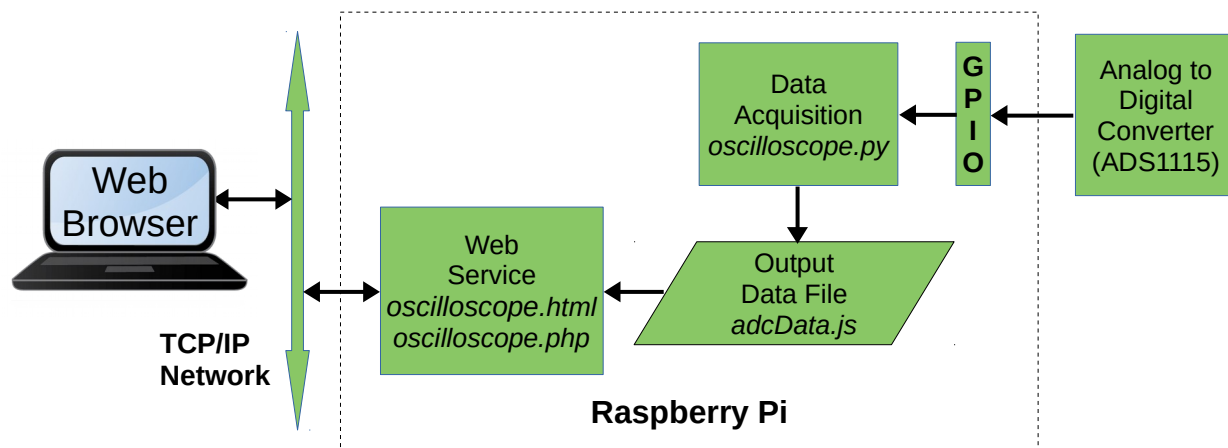 Web
Browser
TCP/IP
Network
Web
Service
oscilloscope.html
oscilloscope.php
Data
Acquisition
oscilloscope.py
Output
Data File
adcData.js
G
P
I
O
Analog to
Digital
Converter
(ADS1115)
Raspberry Pi